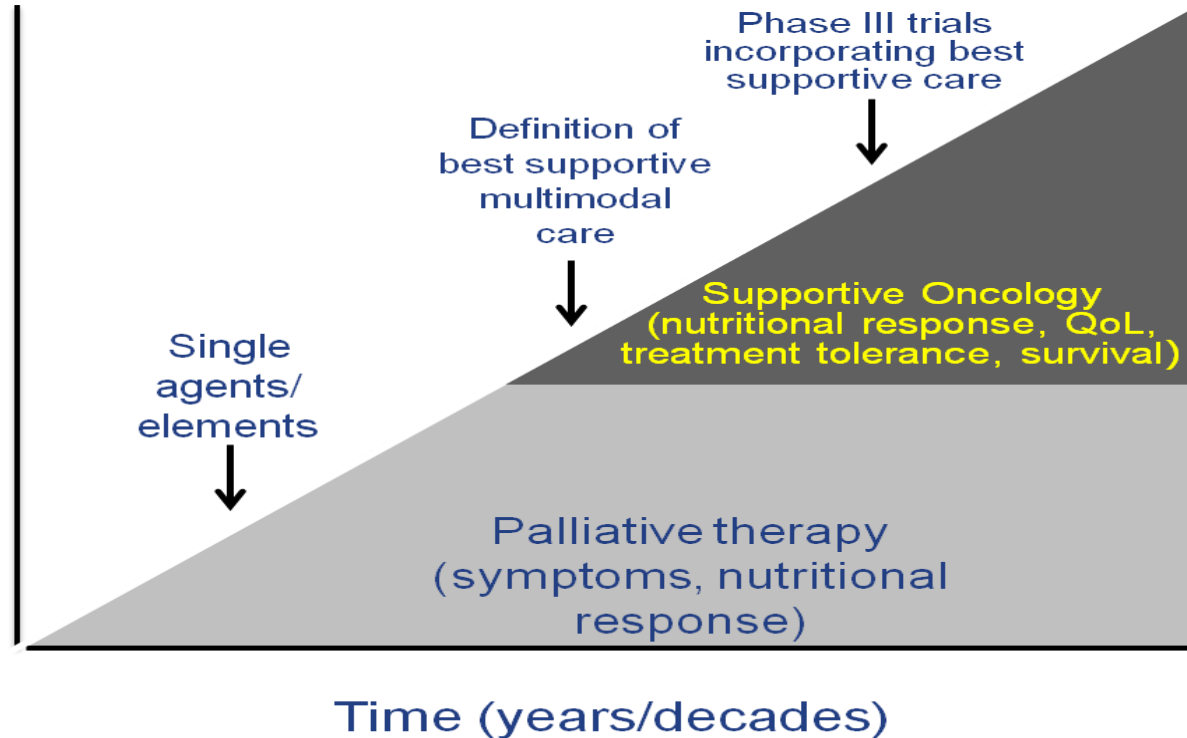 Phase III trials
incorporating best
supportive care
Definition of
best supportive
multimodal
care
Supportive Oncology
(nutritional response, QoL,
treatment tolerance, survival)
Single
agents/
elements
Palliative therapy
(symptoms, nutritional
response)
Time (years/decades)